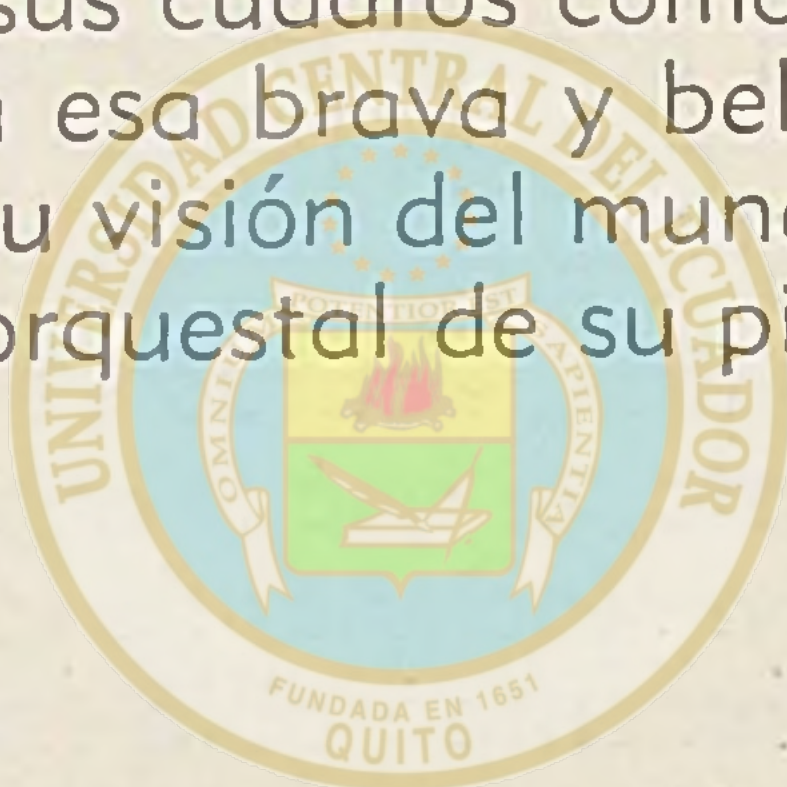 sus cuadros como
esa brava y bel
u visión del mun
orquestal de su pi
UNIVERSIDAD CENTRAL DEL ECUADOR
OMNIUM POTENTIOR EST SAPIENTIA
FUNDADA EN 1651
QUITO